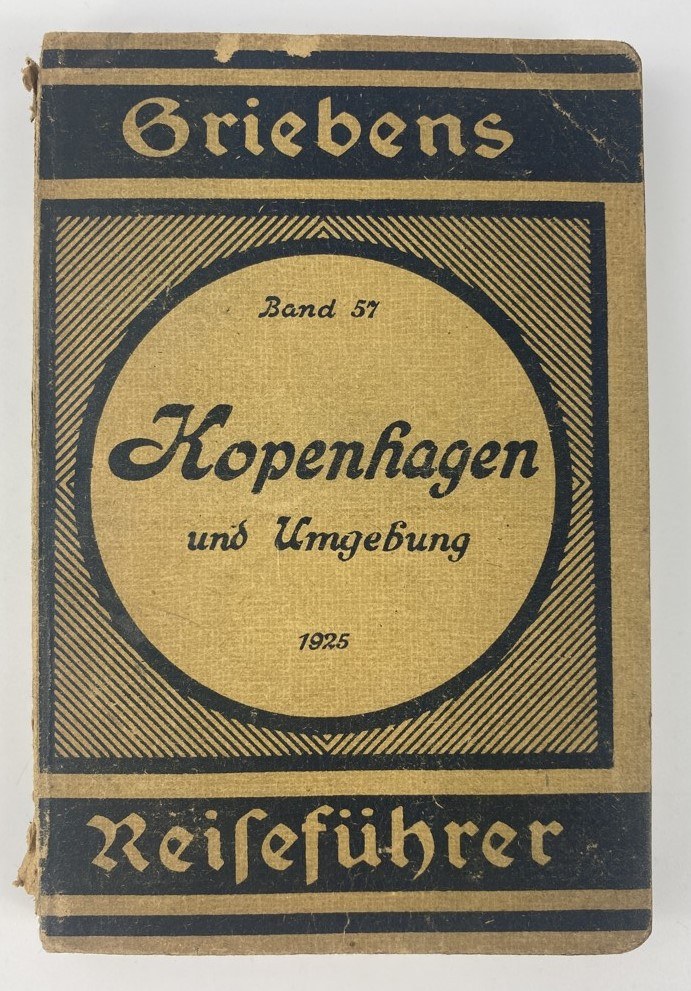 Griebens
Band 57
Kopenhagen
und Umgebung
1925
Reiſeführer